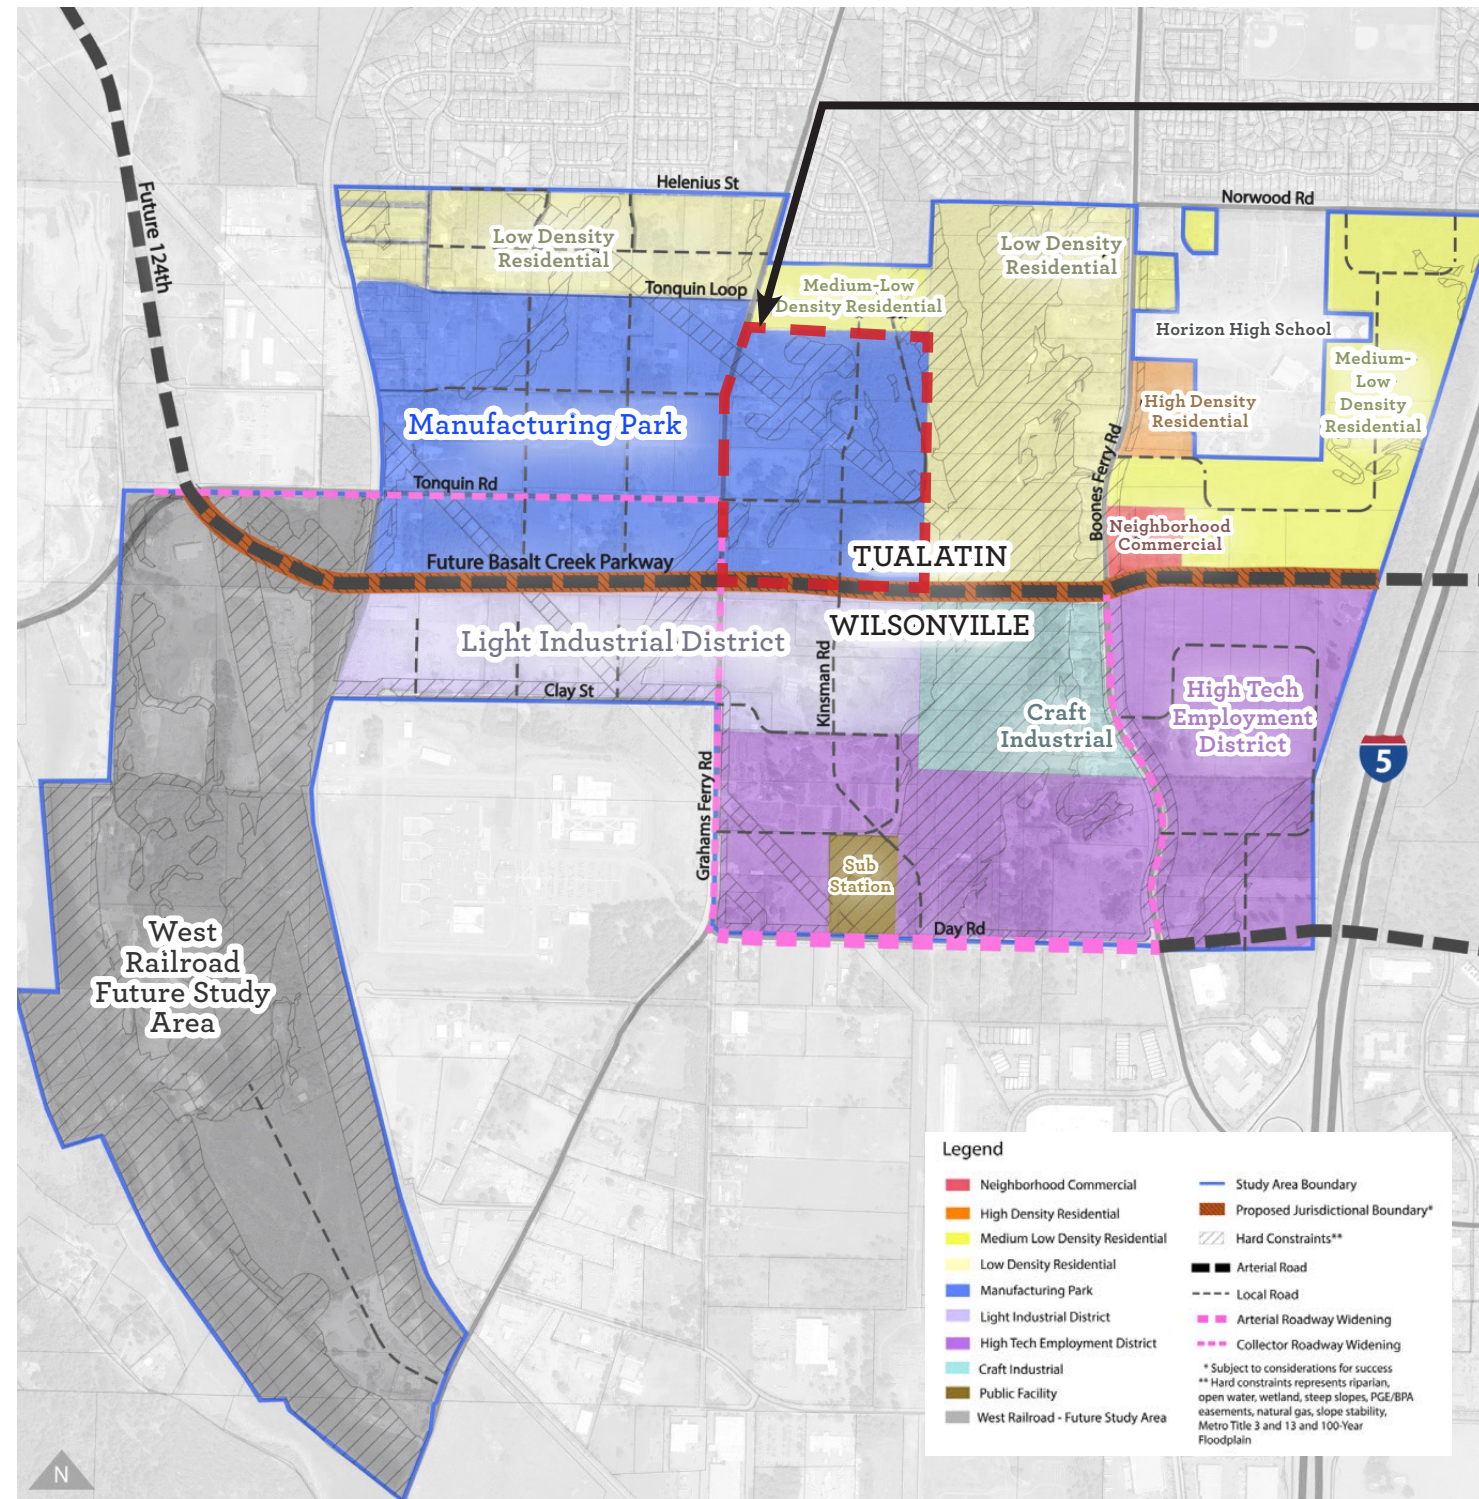 Helenius St
Norwood Rd
Future 124th
Low Density
Residential
Low Density
Residential
Tonquin Loop
Medium-Low
Density Residential
Horizon High School
Medium-
Low
Density
Residential
High Density
Residential
Manufacturing Park
Boones Ferry Rd
Tonquin Rd
Neighborhood
Commercial
Future Basalt Creek Parkway
TUALATIN
WILSONVILLE
Light Industrial District
Kinsman Rd
Clay St
Craft
Industrial
High Tech
Employment
District
5
Grahams Ferry Rd
Sub
Station
Day Rd
West
Railroad
Future Study
Area
N
Legend
Neighborhood Commercial
High Density Residential
Medium Low Density Residential
Low Density Residential
Manufacturing Park
Light Industrial District
High Tech Employment District
Craft Industrial
Public Facility
West Railroad - Future Study Area
Study Area Boundary
Proposed Jurisdictional Boundary*
Hard Constraints**
Arterial Road
Local Road
Arterial Roadway Widening
Collector Roadway Widening
* Subject to considerations for success
** Hard constraints represents riparian,
open water, wetland, steep slopes, PGE/BPA
easements, natural gas, slope stability,
Metro Title 3 and 13 and 100-Year
Floodplain